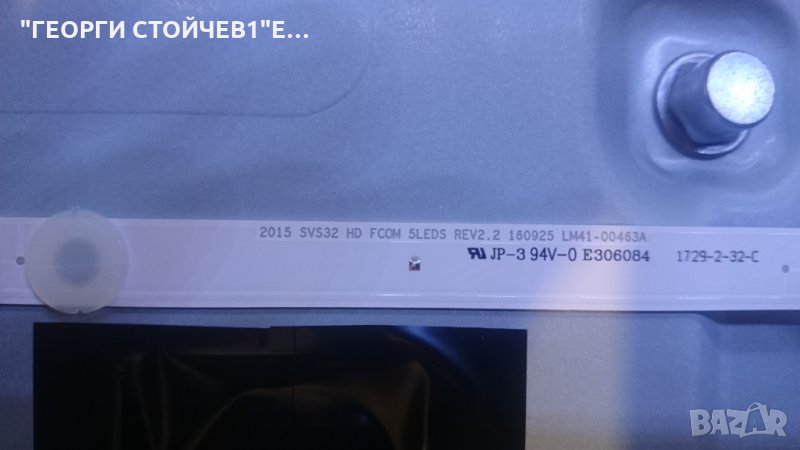 "ГЕОРГИ СТОЙЧЕВ1"Е...
2015 SVS32 HD FCOM 5LEDS REV2.2 160925 LM41-00463A
JP-3 94V-0 E306084 1729-2-32-C
BAZAR